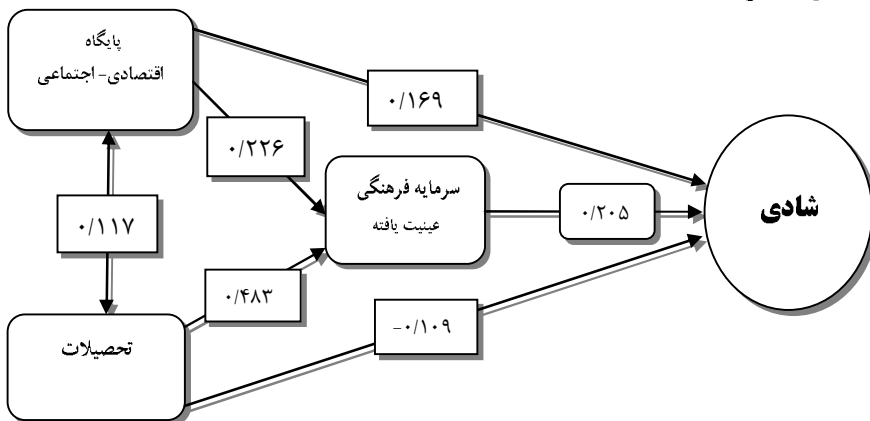 پایگاه
اقتصادی- اجتماعی
۰/۱۶۹
۰/۲۲۶
سرمایه فرهنگی
عینیت یافته
۰/۲۰۵
شادی
۰/۱۱۷
۰/۴۸۳
-۰/۱۰۹
تحصیلات